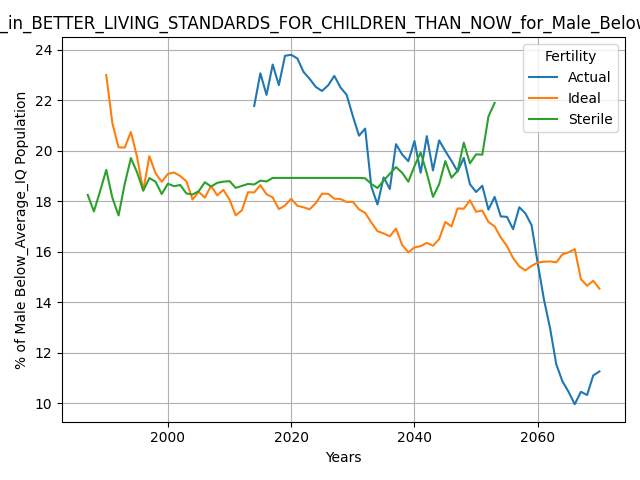 _in_BETTER_LIVING_STANDARDS_FOR_CHILDREN_THAN_NOW_for_Male_Below
Fertility
Actual
Ideal
Sterile
% of Male Below_Average_IQ Population
24
22
20
18
16
14
12
10
2000 2020 2040 2060
Years